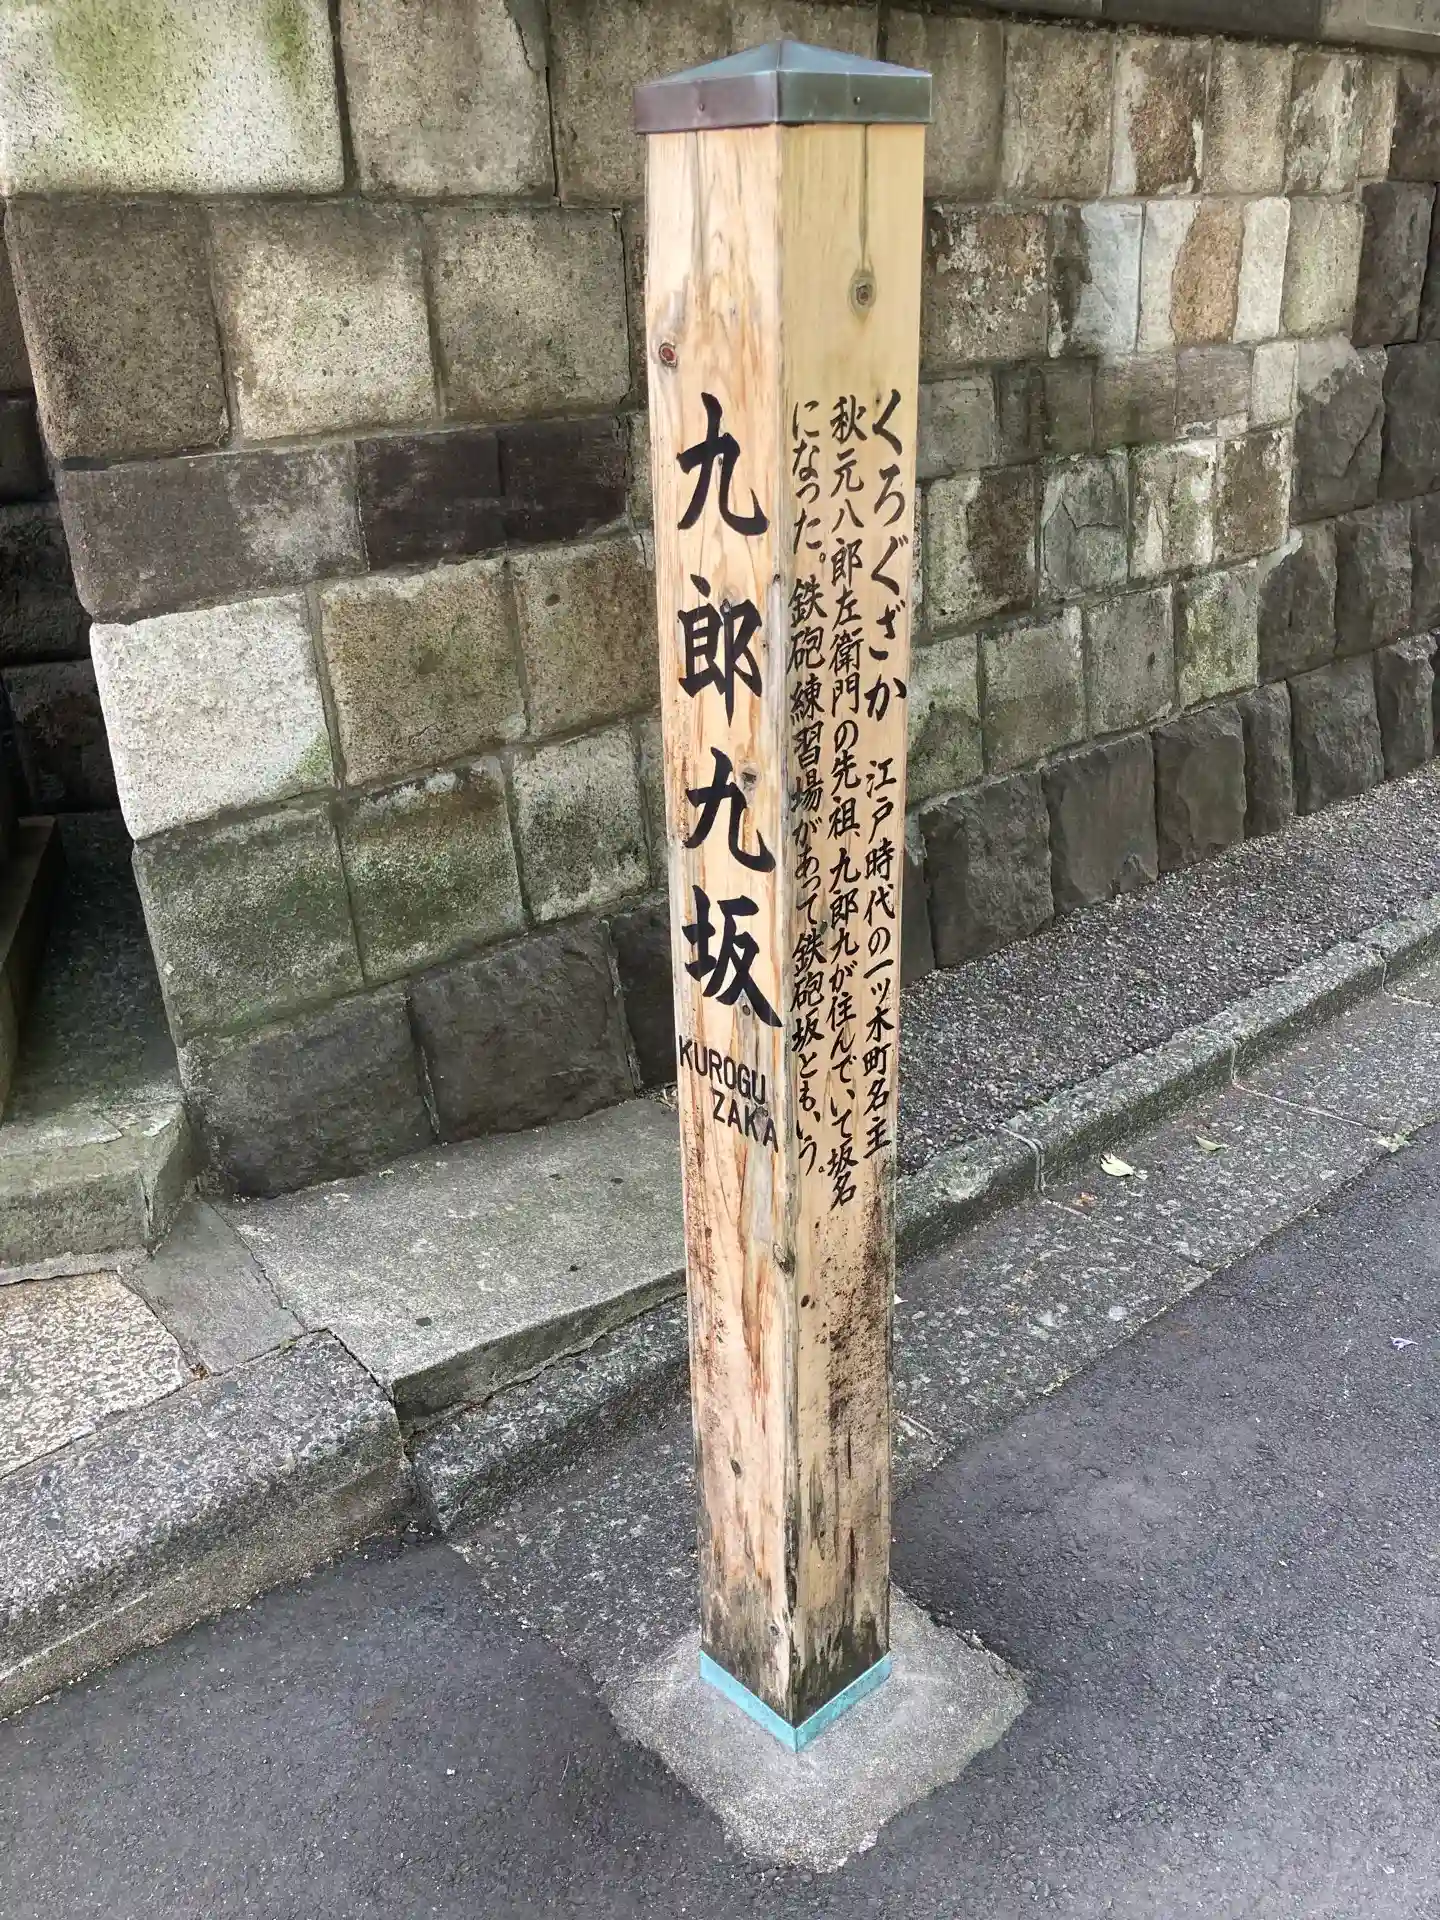 九郎九坂
KUROGU
ZAKA
くろぐざか 江戸時代の一ツ木町名主
秋元八郎左衛門の先祖、九郎九が住んでいて坂名
になった。鉄砲練習場があって鉄砲坂ともいう。